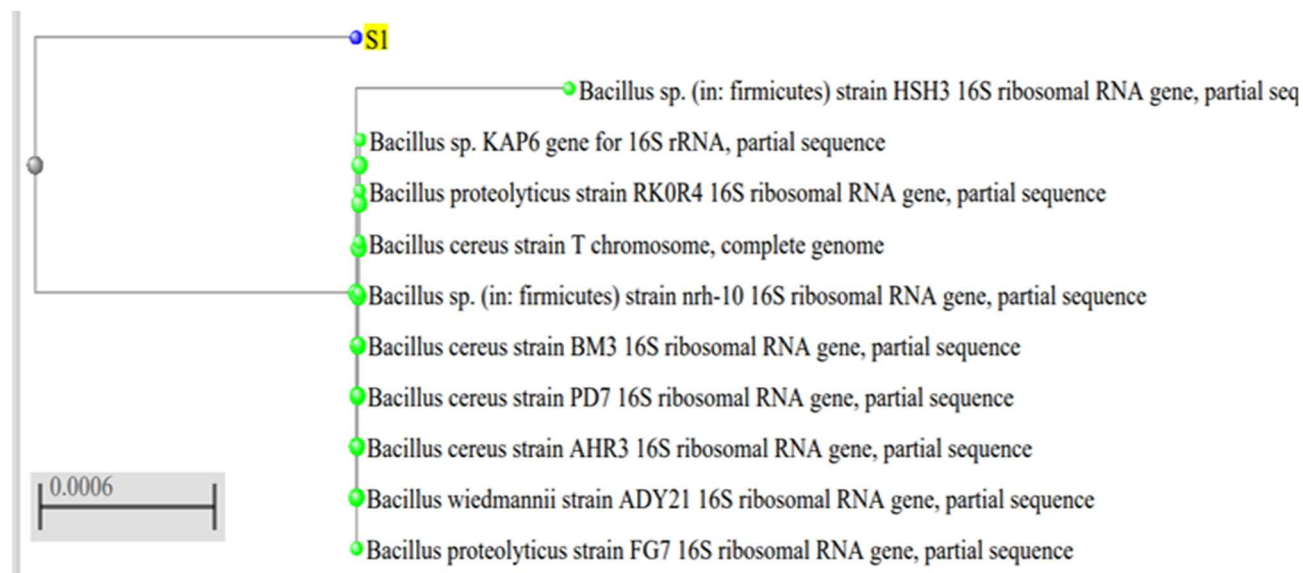 S1
Bacillus sp. (in: firmicutes) strain HSH3 16S ribosomal RNA gene, partial seq
Bacillus sp. KAP6 gene for 16S rRNA, partial sequence
Bacillus proteolyticus strain RK0R4 16S ribosomal RNA gene, partial sequence
Bacillus cereus strain T chromosome, complete genome
Bacillus sp. (in: firmicutes) strain nrh-10 16S ribosomal RNA gene, partial sequence
Bacillus cereus strain BM3 16S ribosomal RNA gene, partial sequence
Bacillus cereus strain PD7 16S ribosomal RNA gene, partial sequence
Bacillus cereus strain AHR3 16S ribosomal RNA gene, partial sequence
Bacillus wiedmannii strain ADY21 16S ribosomal RNA gene, partial sequence
Bacillus proteolyticus strain FG7 16S ribosomal RNA gene, partial sequence
0.0006